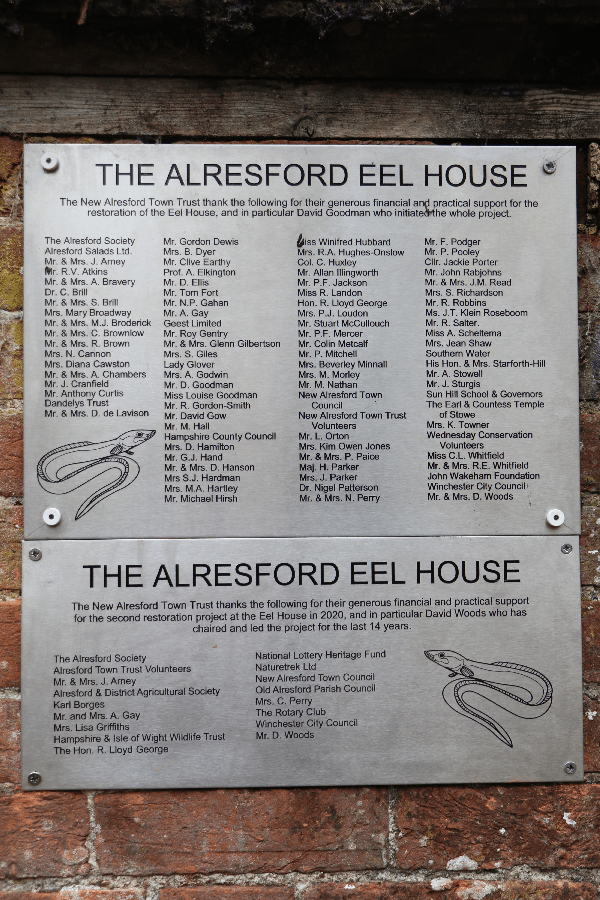 THE ALRESFORD EEL HOUSE
The New Alresford Town Trust thank the following for their generous financial and practical support for the
restoration of the Eel House, and in particular David Goodman who initiated the whole project.
The Alresford Society
Alresford Salads Ltd.
Mr. & Mrs. J. Arney
Mr. R.V. Atkins
Mr. & Mrs. A. Bravery
Dr. C. Brill
Mr. & Mrs. S. Brill
Mrs. Mary Broadway
Mr. & Mrs. M.J. Broderick
Mr. & Mrs. C. Brownlow
Mr. & Mrs. R. Brown
Mrs. N. Cannon
Mrs. Diana Cawston
Mr. & Mrs. A. Chambers
Mr. J. Cranfield
Mr. Anthony Curtis
Dandelys Trust
Mr. & Mrs. D. de Lavison
Mr. Gordon Dewis
Mrs. B. Dyer
Mr. Clive Earthy
Prof. A. Elkington
Mr. D. Ellis
Mr. Tom Fort
Mr. N.P. Gahan
Mr. A. Gay
Geest Limited
Mr. Roy Gentry
Mr. & Mrs. Glenn Gilbertson
Mrs. S. Giles
Lady Glover
Mrs. A. Godwin
Mr. D. Goodman
Miss Louise Goodman
Mr. R. Gordon-Smith
Mr. David Gow
Mr. M. Hall
Hampshire County Council
Mrs. D. Hamilton
Mr. G.J. Hand
Mr. & Mrs. D. Hanson
Mrs S.J. Hardman
Mrs. M.A. Hartley
Mr. Michael Hirsh
Miss Winifred Hubbard
Mrs. R.A. Hughes-Onslow
Col. C. Huxley
Mr. Allan Illingworth
Mr. P.F. Jackson
Miss R. Landon
Hon. R. Lloyd George
Mrs. P.J. Loudon
Mr. Stuart McCullouch
Mr. P.F. Mercer
Mr. Colin Metcalf
Mr. P. Mitchell
Mrs. Beverley Minnall
Mrs. M. Morley
Mr. M. Nathan
New Alresford Town
Council
New Alresford Town Trust
Volunteers
Mr. L. Orton
Mrs. Kim Owen Jones
Mr. & Mrs. P. Paice
Maj. H. Parker
Mrs. J. Parker
Dr. Nigel Patterson
Mr. & Mrs. N. Perry
Mr. F. Podger
Mr. P. Pooley
Cllr. Jackie Porter
Mr. John Rabjohns
Mr. & Mrs. J.M. Read
Mrs. S. Richardson
Mr. R. Robbins
Ms. J.T. Klein Roseboom
Mr. R. Salter.
Miss A. Scheltema
Mrs. Jean Shaw
Southern Water
His Hon. & Mrs. Starforth-Hill
Mr. A. Stowell
Mr. J. Sturgis
Sun Hill School & Governors
The Earl & Countess Temple
of Stowe
Mrs. K. Towner
Wednesday Conservation
Volunteers
Miss C.L. Whitfield
Mr. & Mrs. R.E. Whitfield
John Wakeham Foundation
Winchester City Council
Mr. & Mrs. D. Woods
THE ALRESFORD EEL HOUSE
The New Alresford Town Trust thanks the following for their generous financial and practical support
for the second restoration project at the Eel House in 2020, and in particular David Woods who has
chaired and led the project for the last 14 years.
The Alresford Society
Alresford Town Trust Volunteers
Mr. & Mrs. J. Arney
Alresford & District Agricultural Society
Karl Borges
Mr. and Mrs. A. Gay
Mrs. Lisa Griffiths
Hampshire & Isle of Wight Wildlife Trust
The Hon. R. Lloyd George
National Lottery Heritage Fund
Naturetrek Ltd
New Alresford Town Council
Old Alresford Parish Council
Mrs. C. Perry
The Rotary Club
Winchester City Council
Mr. D. Woods